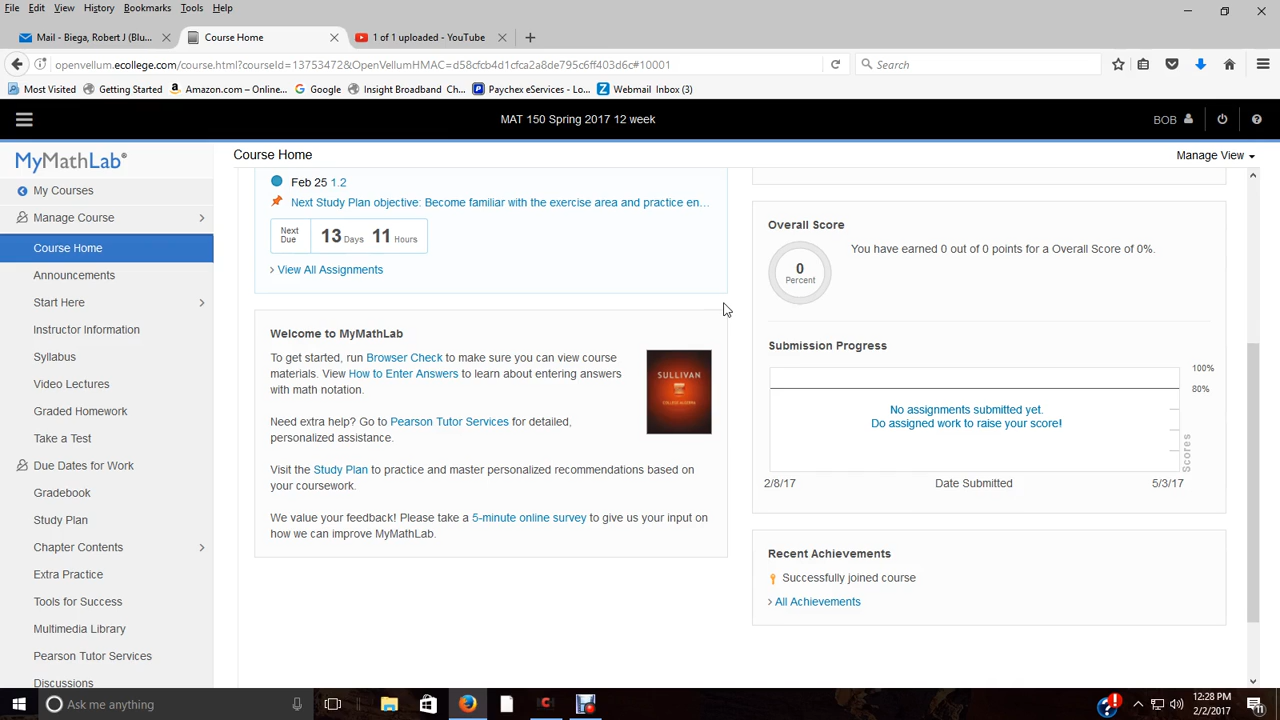 File Edit View History Bookmarks Tools Help
Mail - Biega, Robert J (Blu...
Course Home
1 of 1 uploaded - YouTube
openvellum.ecollege.com/course.html?courseId=13753472&OpenVellumHMAC=d58cfcb4d1cfca2a8de795c6ff403d6c#10001
Search
Most Visited Getting Started Amazon.com – Online... Google Insight Broadband Ch... Paychex eServices - Lo... Webmail Inbox (3)
MAT 150 Spring 2017 12 week
BOB
MyMathLab®
Course Home
Manage View
My Courses
Manage Course
Course Home
Announcements
Start Here
Instructor Information
Syllabus
Video Lectures
Graded Homework
Take a Test
Due Dates for Work
Gradebook
Study Plan
Chapter Contents
Extra Practice
Tools for Success
Multimedia Library
Pearson Tutor Services
Discussions
Feb 25 1.2
Next Study Plan objective: Become familiar with the exercise area and practice en...
Next Due 13 Days 11 Hours
View All Assignments
Welcome to MyMathLab
To get started, run Browser Check to make sure you can view course
materials. View How to Enter Answers to learn about entering answers
with math notation.
SULLIVAN
COLLEGE ALGEBRA
Need extra help? Go to Pearson Tutor Services for detailed,
personalized assistance.
Visit the Study Plan to practice and master personalized recommendations based on
your coursework.
We value your feedback! Please take a 5-minute online survey to give us your input on
how we can improve MyMathLab.
Overall Score
0
Percent
You have earned 0 out of 0 points for a Overall Score of 0%.
Submission Progress
100%
80%
No assignments submitted yet.
Do assigned work to raise your score!
Scores
2/8/17 Date Submitted 5/3/17
Recent Achievements
Successfully joined course
All Achievements
Ask me anything
12:28 PM
2/2/2017